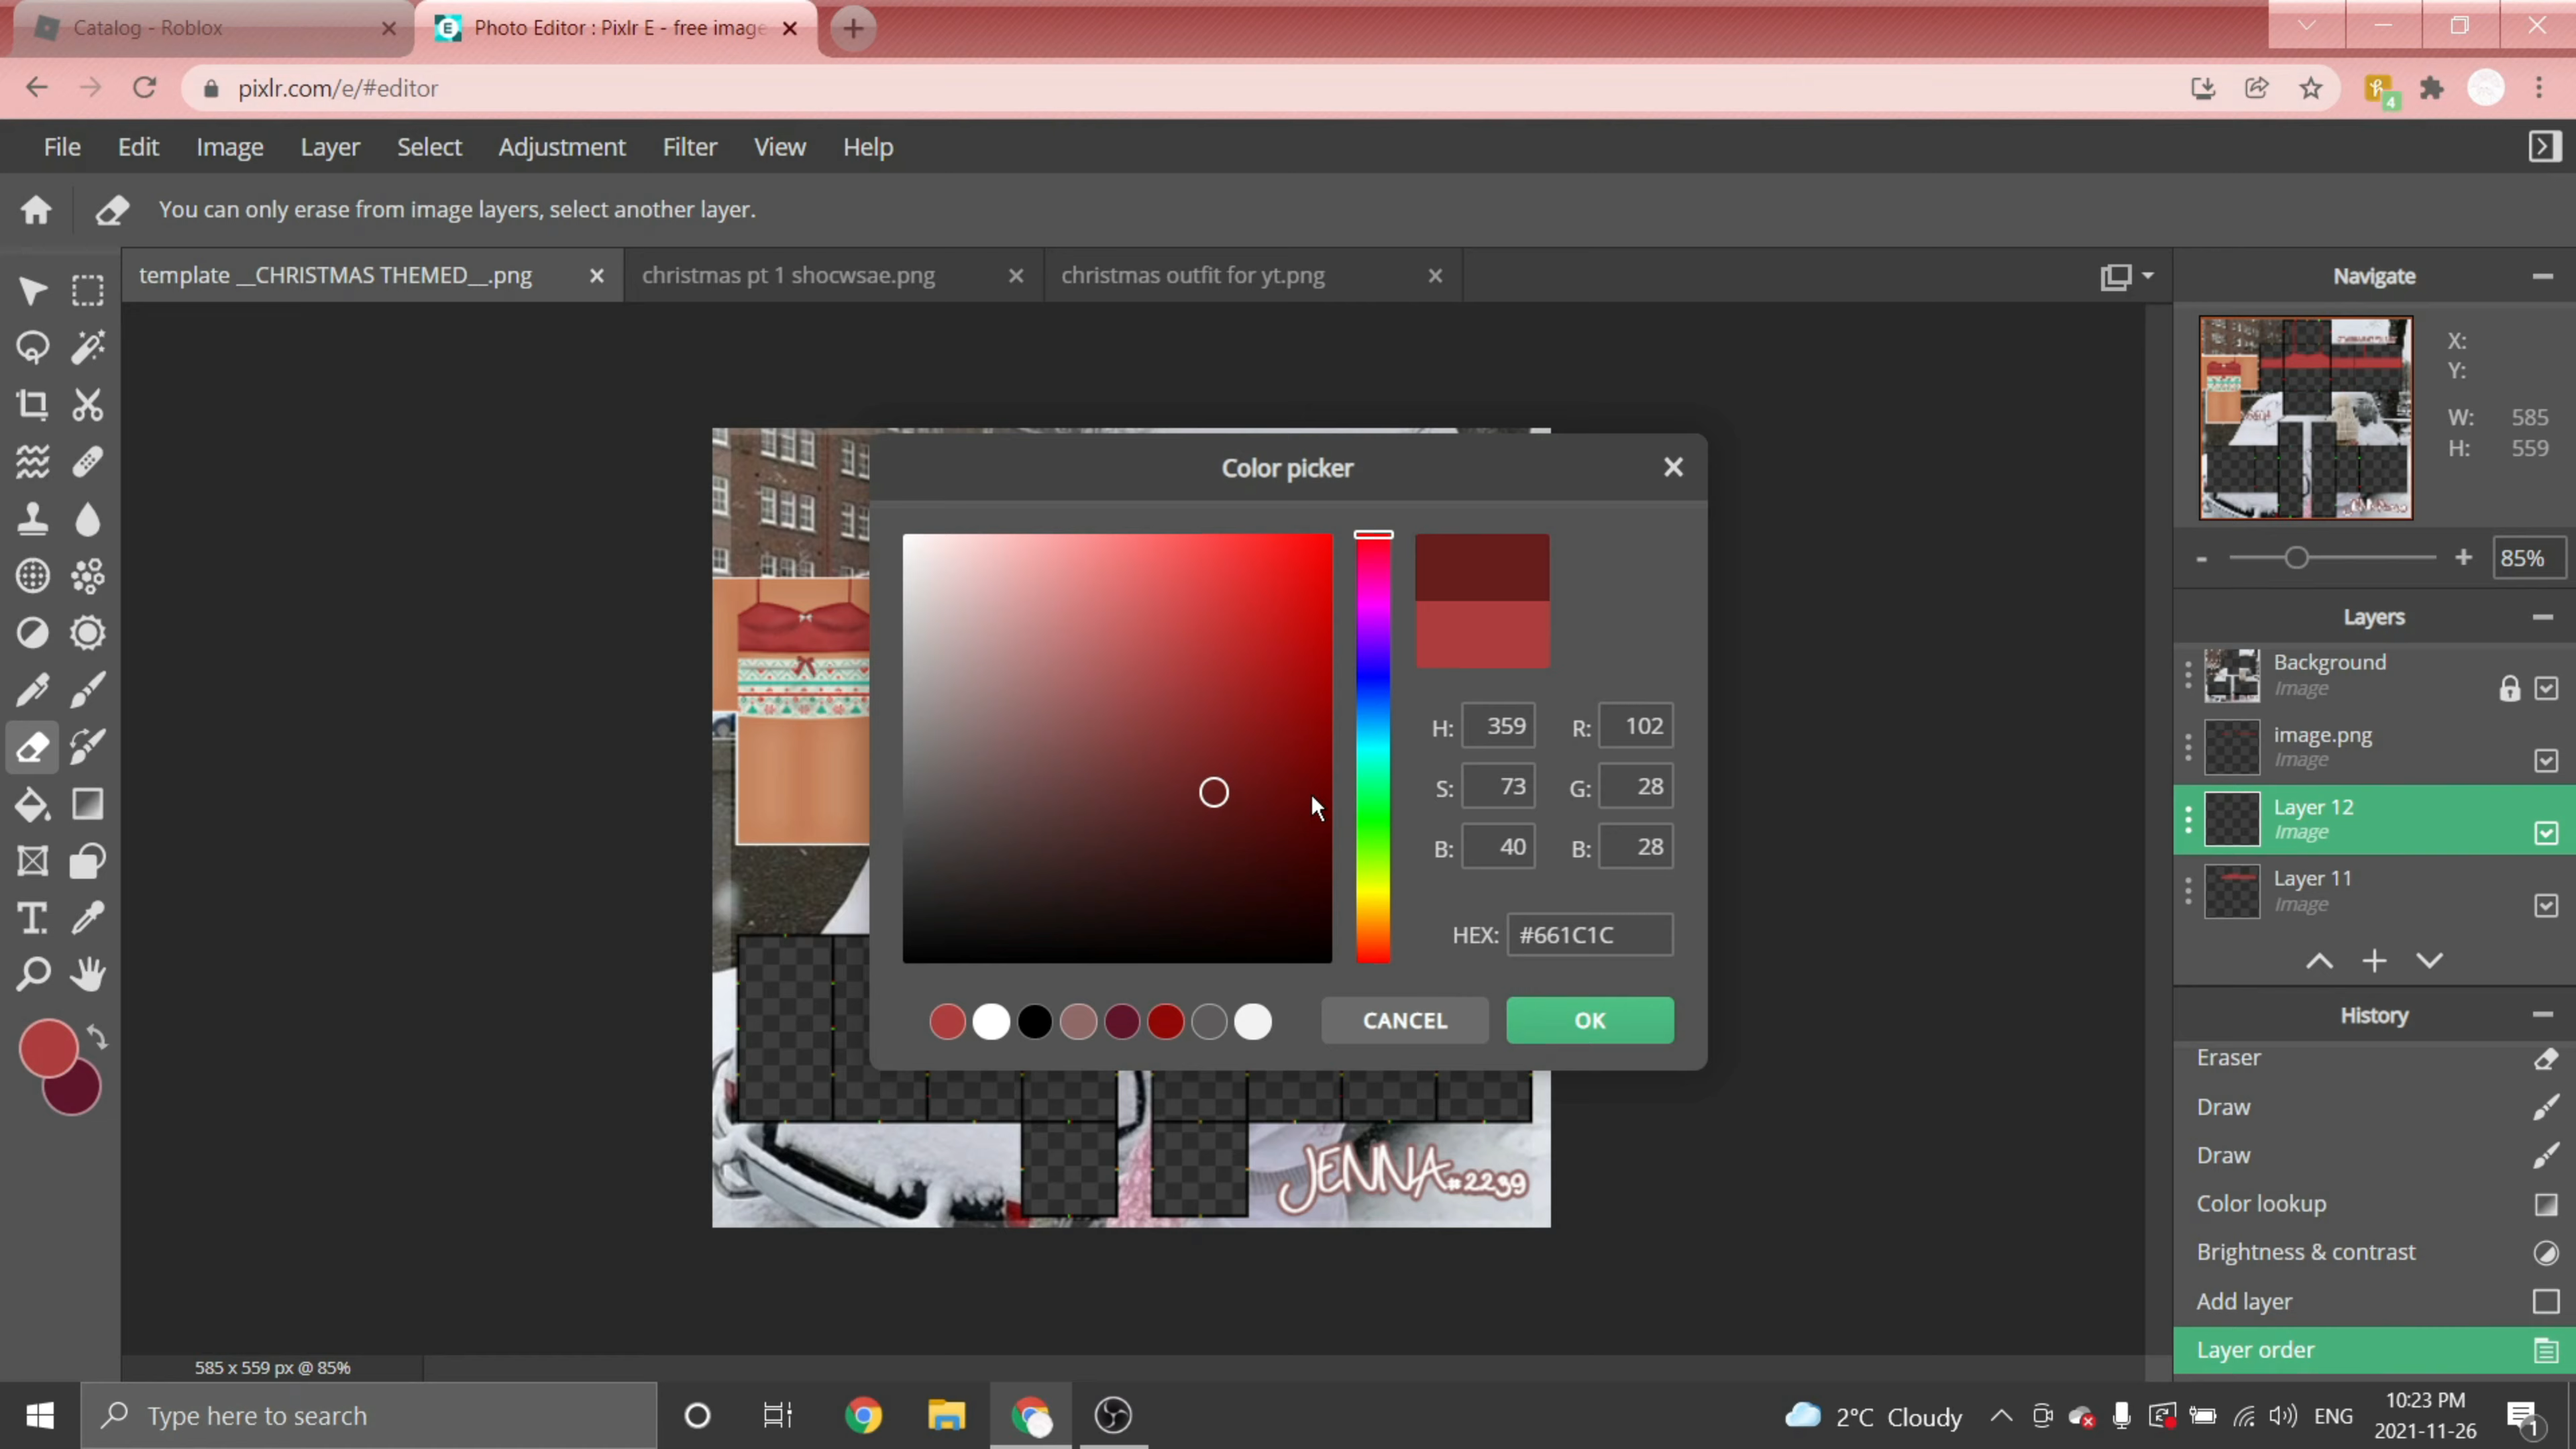 Catalog - Roblox
Photo Editor : Pixlr E - free image
pixlr.com/e/#editor
4
File Edit Image Layer Select Adjustment Filter View Help
You can only erase from image layers, select another layer.
template __CHRISTMAS THEMED__.png
christmas pt 1 shocwsae.png
christmas outfit for yt.png
Navigate
X:
Y:
W: 585
H: 559
85%
Color picker
H: 359 R: 102
S: 73 G: 28
B: 40 B: 28
HEX: #661C1C
CANCEL OK
Layers
Background
Image
image.png
Image
Layer 12
Image
Layer 11
Image
History
Eraser
Draw
Draw
Color lookup
Brightness & contrast
Add layer
Layer order
JENNA#2239
585 x 559 px @ 85%
Type here to search
2°C Cloudy
ENG
10:23 PM
2021-11-26
1